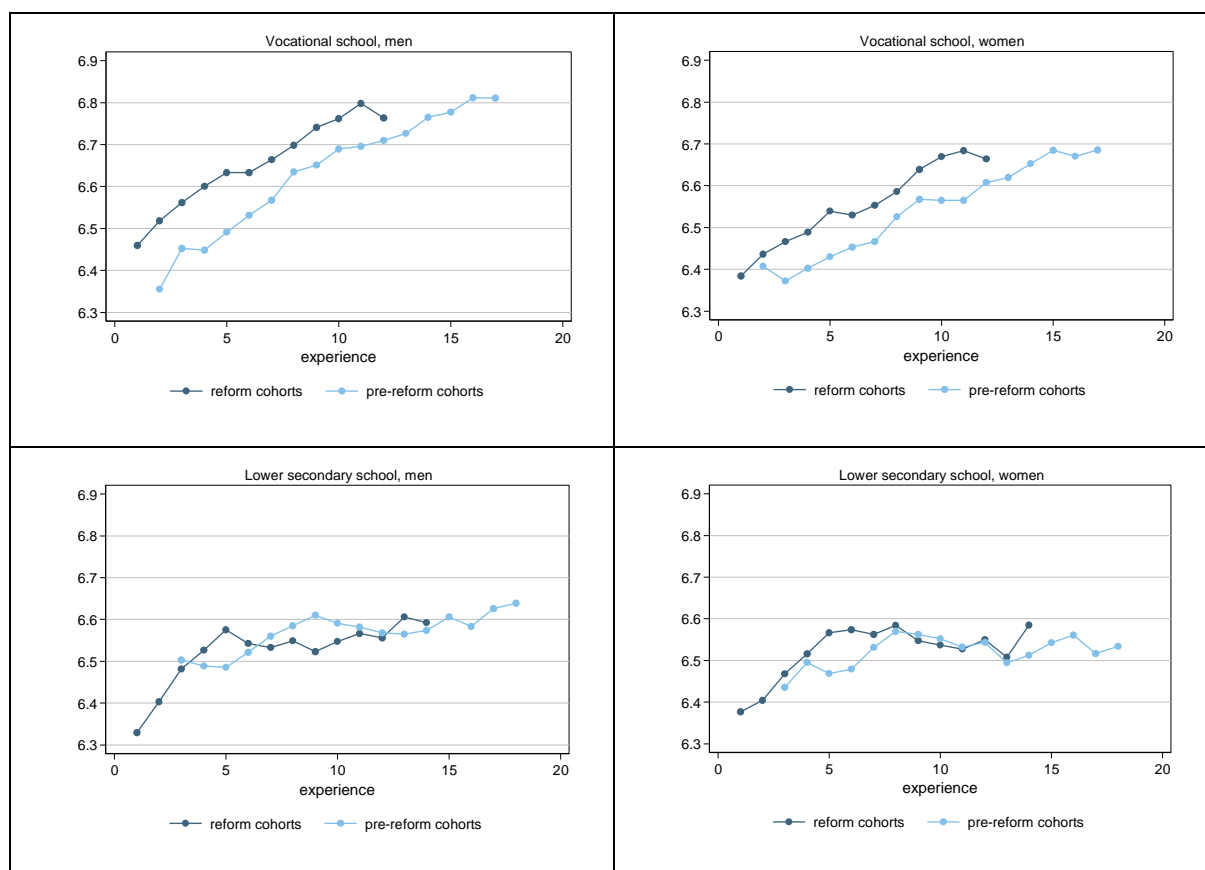 Vocational school, men
6.9
6.8
6.7
6.6
6.5
6.4
6.3
0 5 10 15 20
experience
reform cohorts pre-reform cohorts
Vocational school, women
6.9
6.8
6.7
6.6
6.5
6.4
6.3
0 5 10 15 20
experience
reform cohorts pre-reform cohorts
Lower secondary school, men
6.9
6.8
6.7
6.6
6.5
6.4
6.3
0 5 10 15 20
experience
reform cohorts pre-reform cohorts
Lower secondary school, women
6.9
6.8
6.7
6.6
6.5
6.4
6.3
0 5 10 15 20
experience
reform cohorts pre-reform cohorts